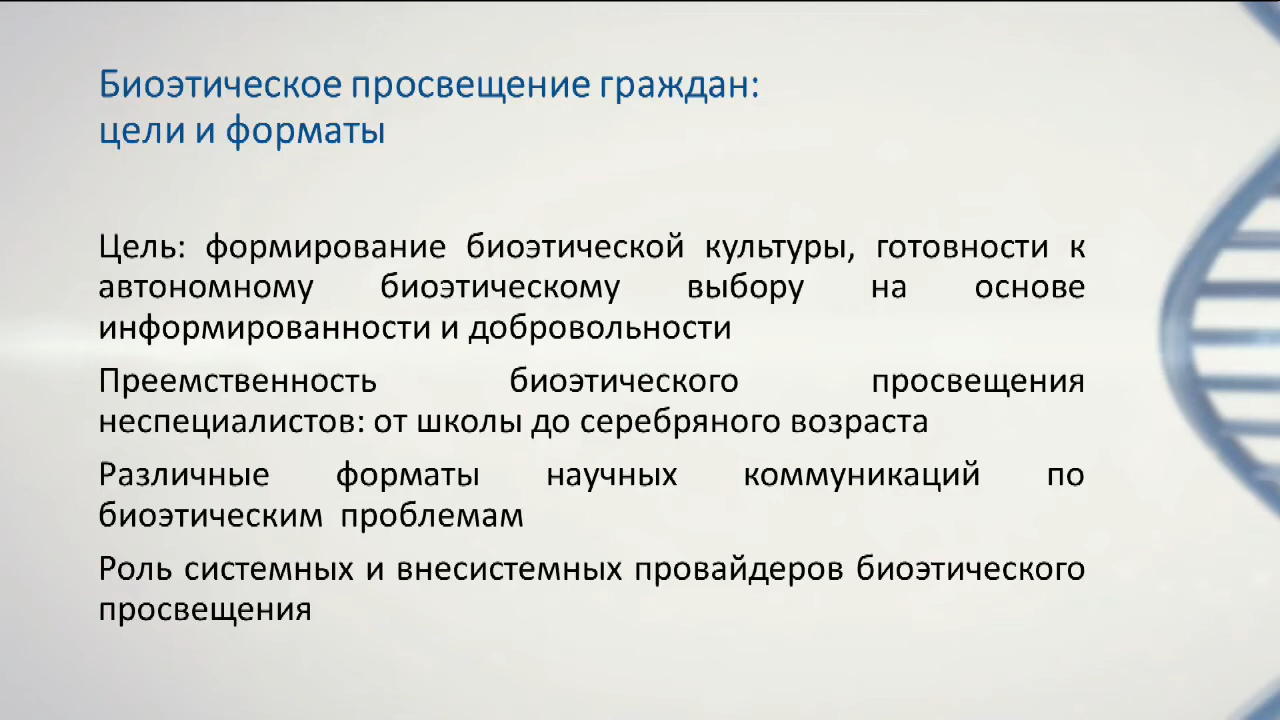 Биоэтическое просвещение граждан:
цели и форматы
Цель: формирование биоэтической культуры, готовности к
автономному биоэтическому выбору на основе
информированности и добровольности
Преемственность биоэтического просвещения
неспециалистов: от школы до серебряного возраста
Различные форматы научных коммуникаций по
биоэтическим проблемам
Роль системных и внесистемных провайдеров биоэтического
просвещения